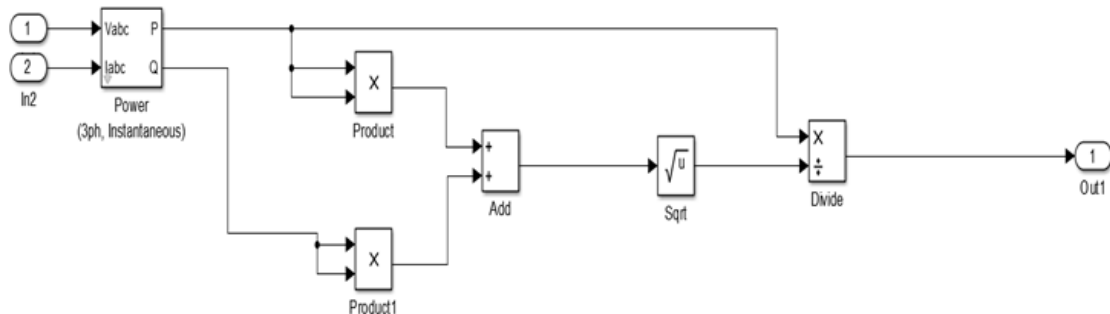 1
Vabc P
2
Iabc Q
In2
Power
(3ph, Instantaneous)
X
Product
+
+
Add
√u
Sqrt
X
÷
Divide
1
Out1
X
Product1